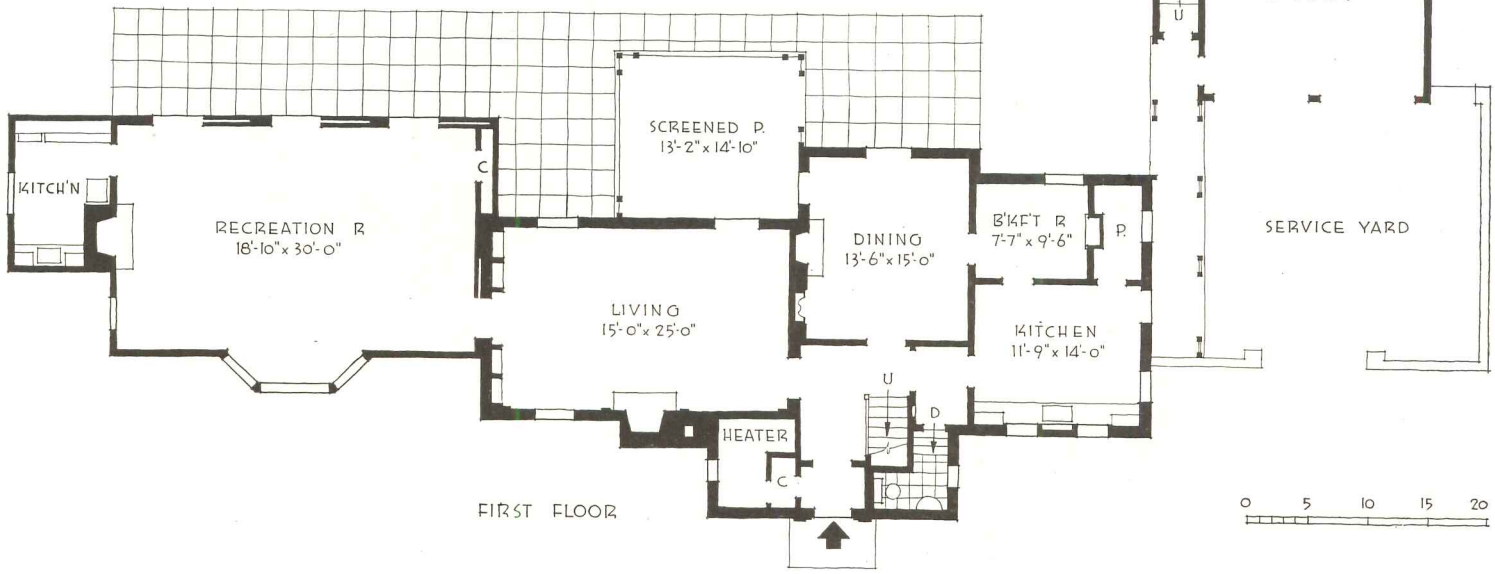 U
SCREENED P.
13'-2" x 14'-10"
C
KITCH'N
RECREATION R
18'-10" x 30'-0"
DINING
13'-6" x 15'-0"
B'KF'T R
7'-7" x 9'-6"
P.
SERVICE YARD
LIVING
15'-0" x 25'-0"
KITCHEN
11'-9" x 14'-0"
U
D
HEATER
C
FIRST FLOOR
0 5 10 15 20